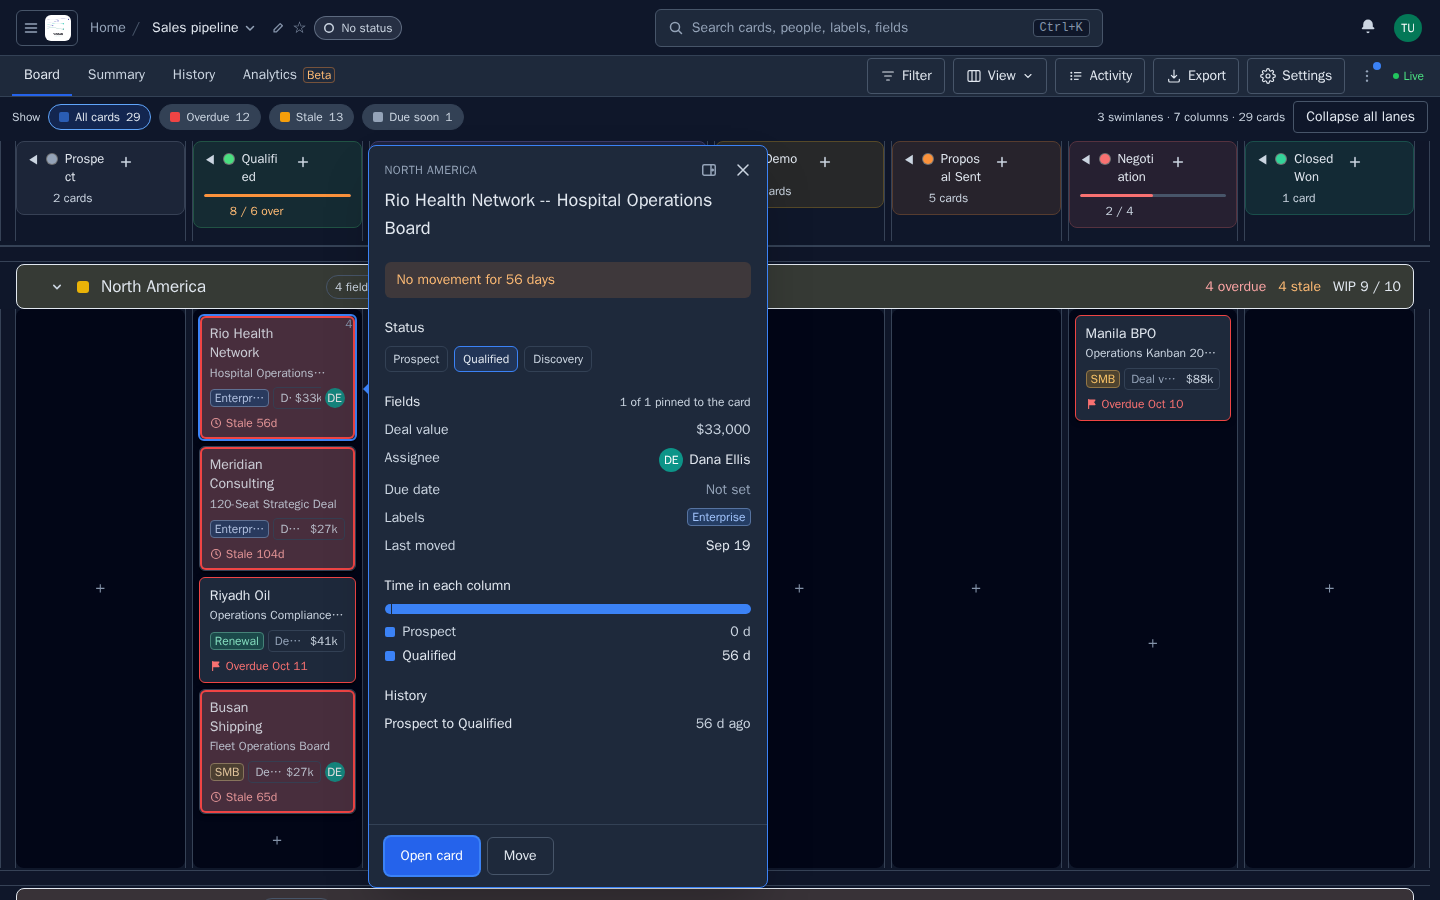 Home / Sales pipeline
No status
Search cards, people, labels, fields
Ctrl+K
TU
Board
Summary
History
Analytics Beta
Filter
View
Activity
Export
Settings
Live
Show
All cards 29
Overdue 12
Stale 13
Due soon 1
3 swimlanes · 7 columns · 29 cards
Collapse all lanes
Prospe
ct
2 cards
Qualifi
ed
8 / 6 over
Demo
ards
Propos
al Sent
5 cards
Negoti
ation
2 / 4
Closed
Won
1 card
North America
4 field
4 overdue
4 stale
WIP 9 / 10
4
Rio Health
Network
Hospital Operations···
Enterpr···
D· $33k
DE
Stale 56d
Meridian
Consulting
120-Seat Strategic Deal
Enterpr···
D··· $27k
Stale 104d
Riyadh Oil
Operations Compliance···
Renewal
De··· $41k
Overdue Oct 11
Busan
Shipping
Fleet Operations Board
SMB
De··· $27k
DE
Stale 65d
NORTH AMERICA
Rio Health Network -- Hospital Operations
Board
No movement for 56 days
Status
Prospect
Qualified
Discovery
Fields
1 of 1 pinned to the card
Deal value
$33,000
Assignee
DE Dana Ellis
Due date
Not set
Labels
Enterprise
Last moved
Sep 19
Time in each column
Prospect
0 d
Qualified
56 d
History
Prospect to Qualified
56 d ago
Open card
Move
Manila BPO
Operations Kanban 20···
SMB
Deal v··· $88k
Overdue Oct 10